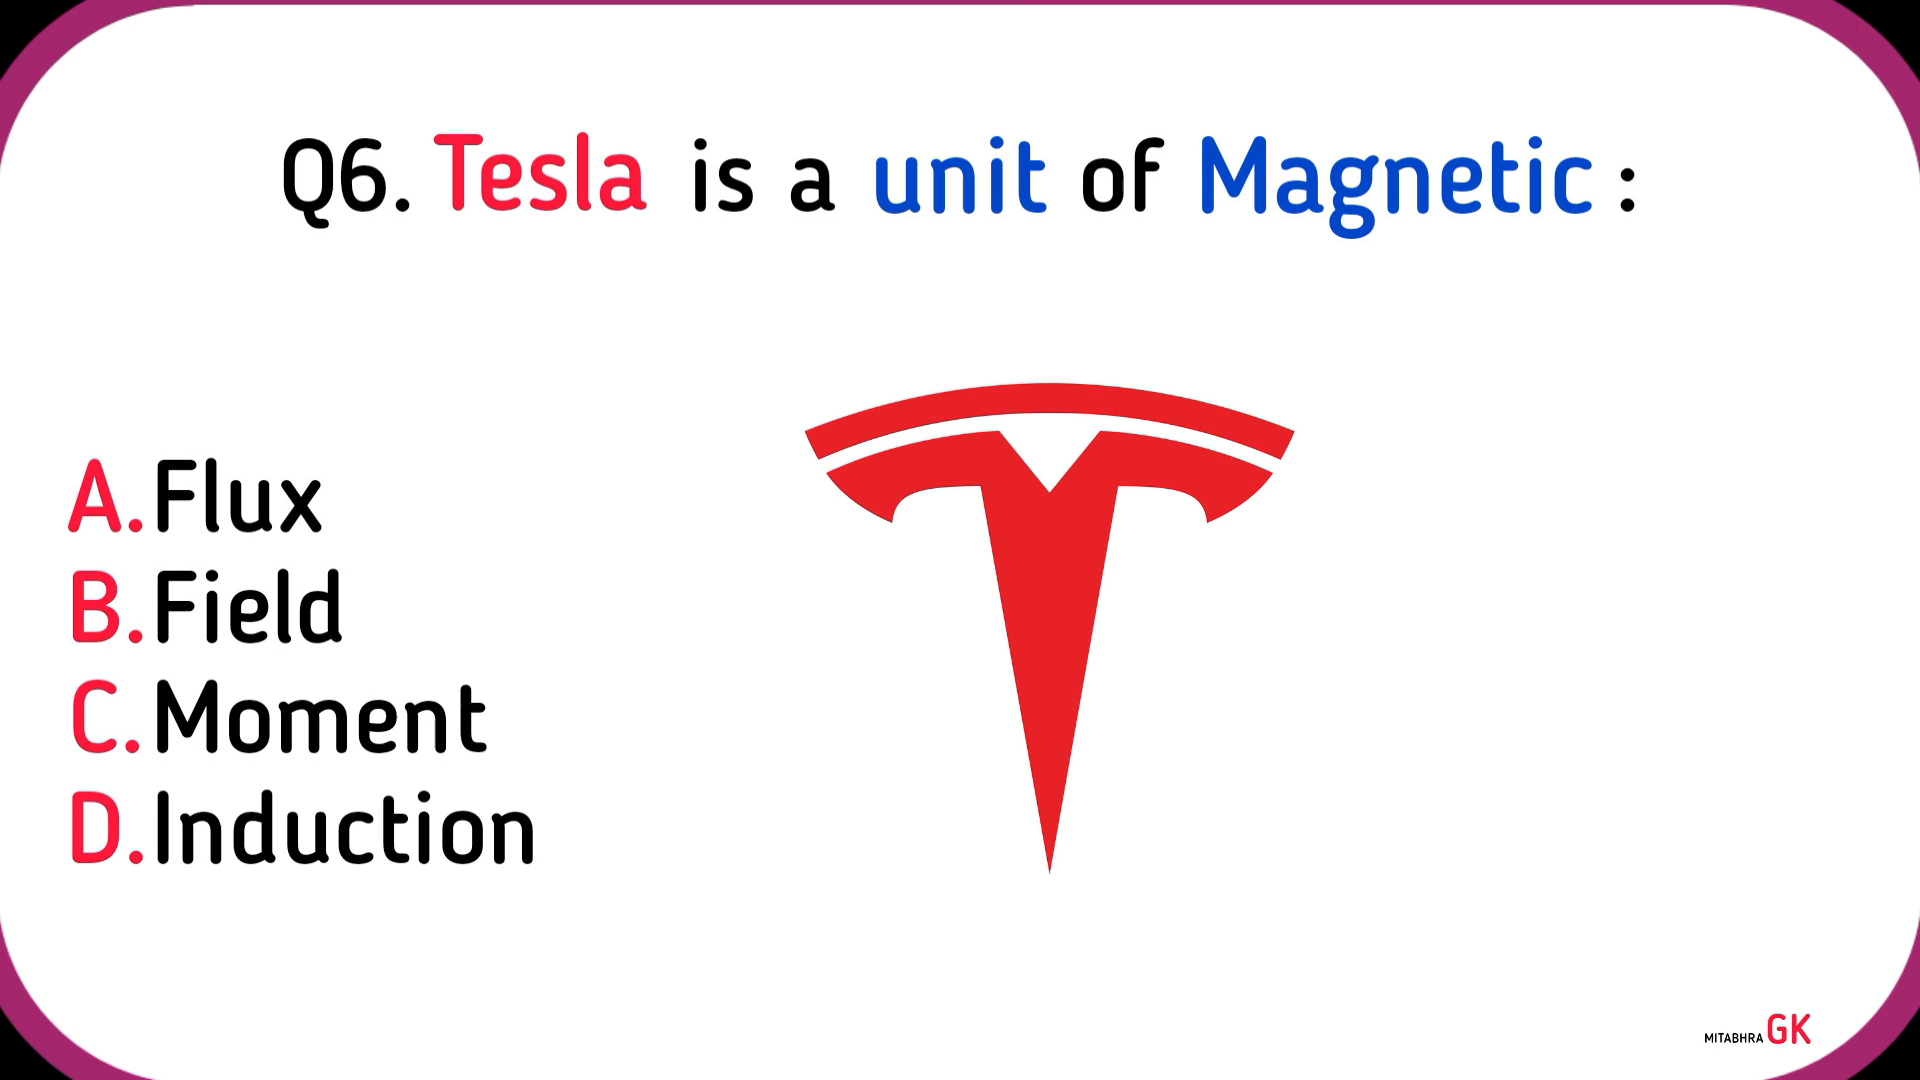 Q6. Tesla is a unit of Magnetic :
A. Flux
B. Field
C. Moment
D. Induction
MITABHRA GK